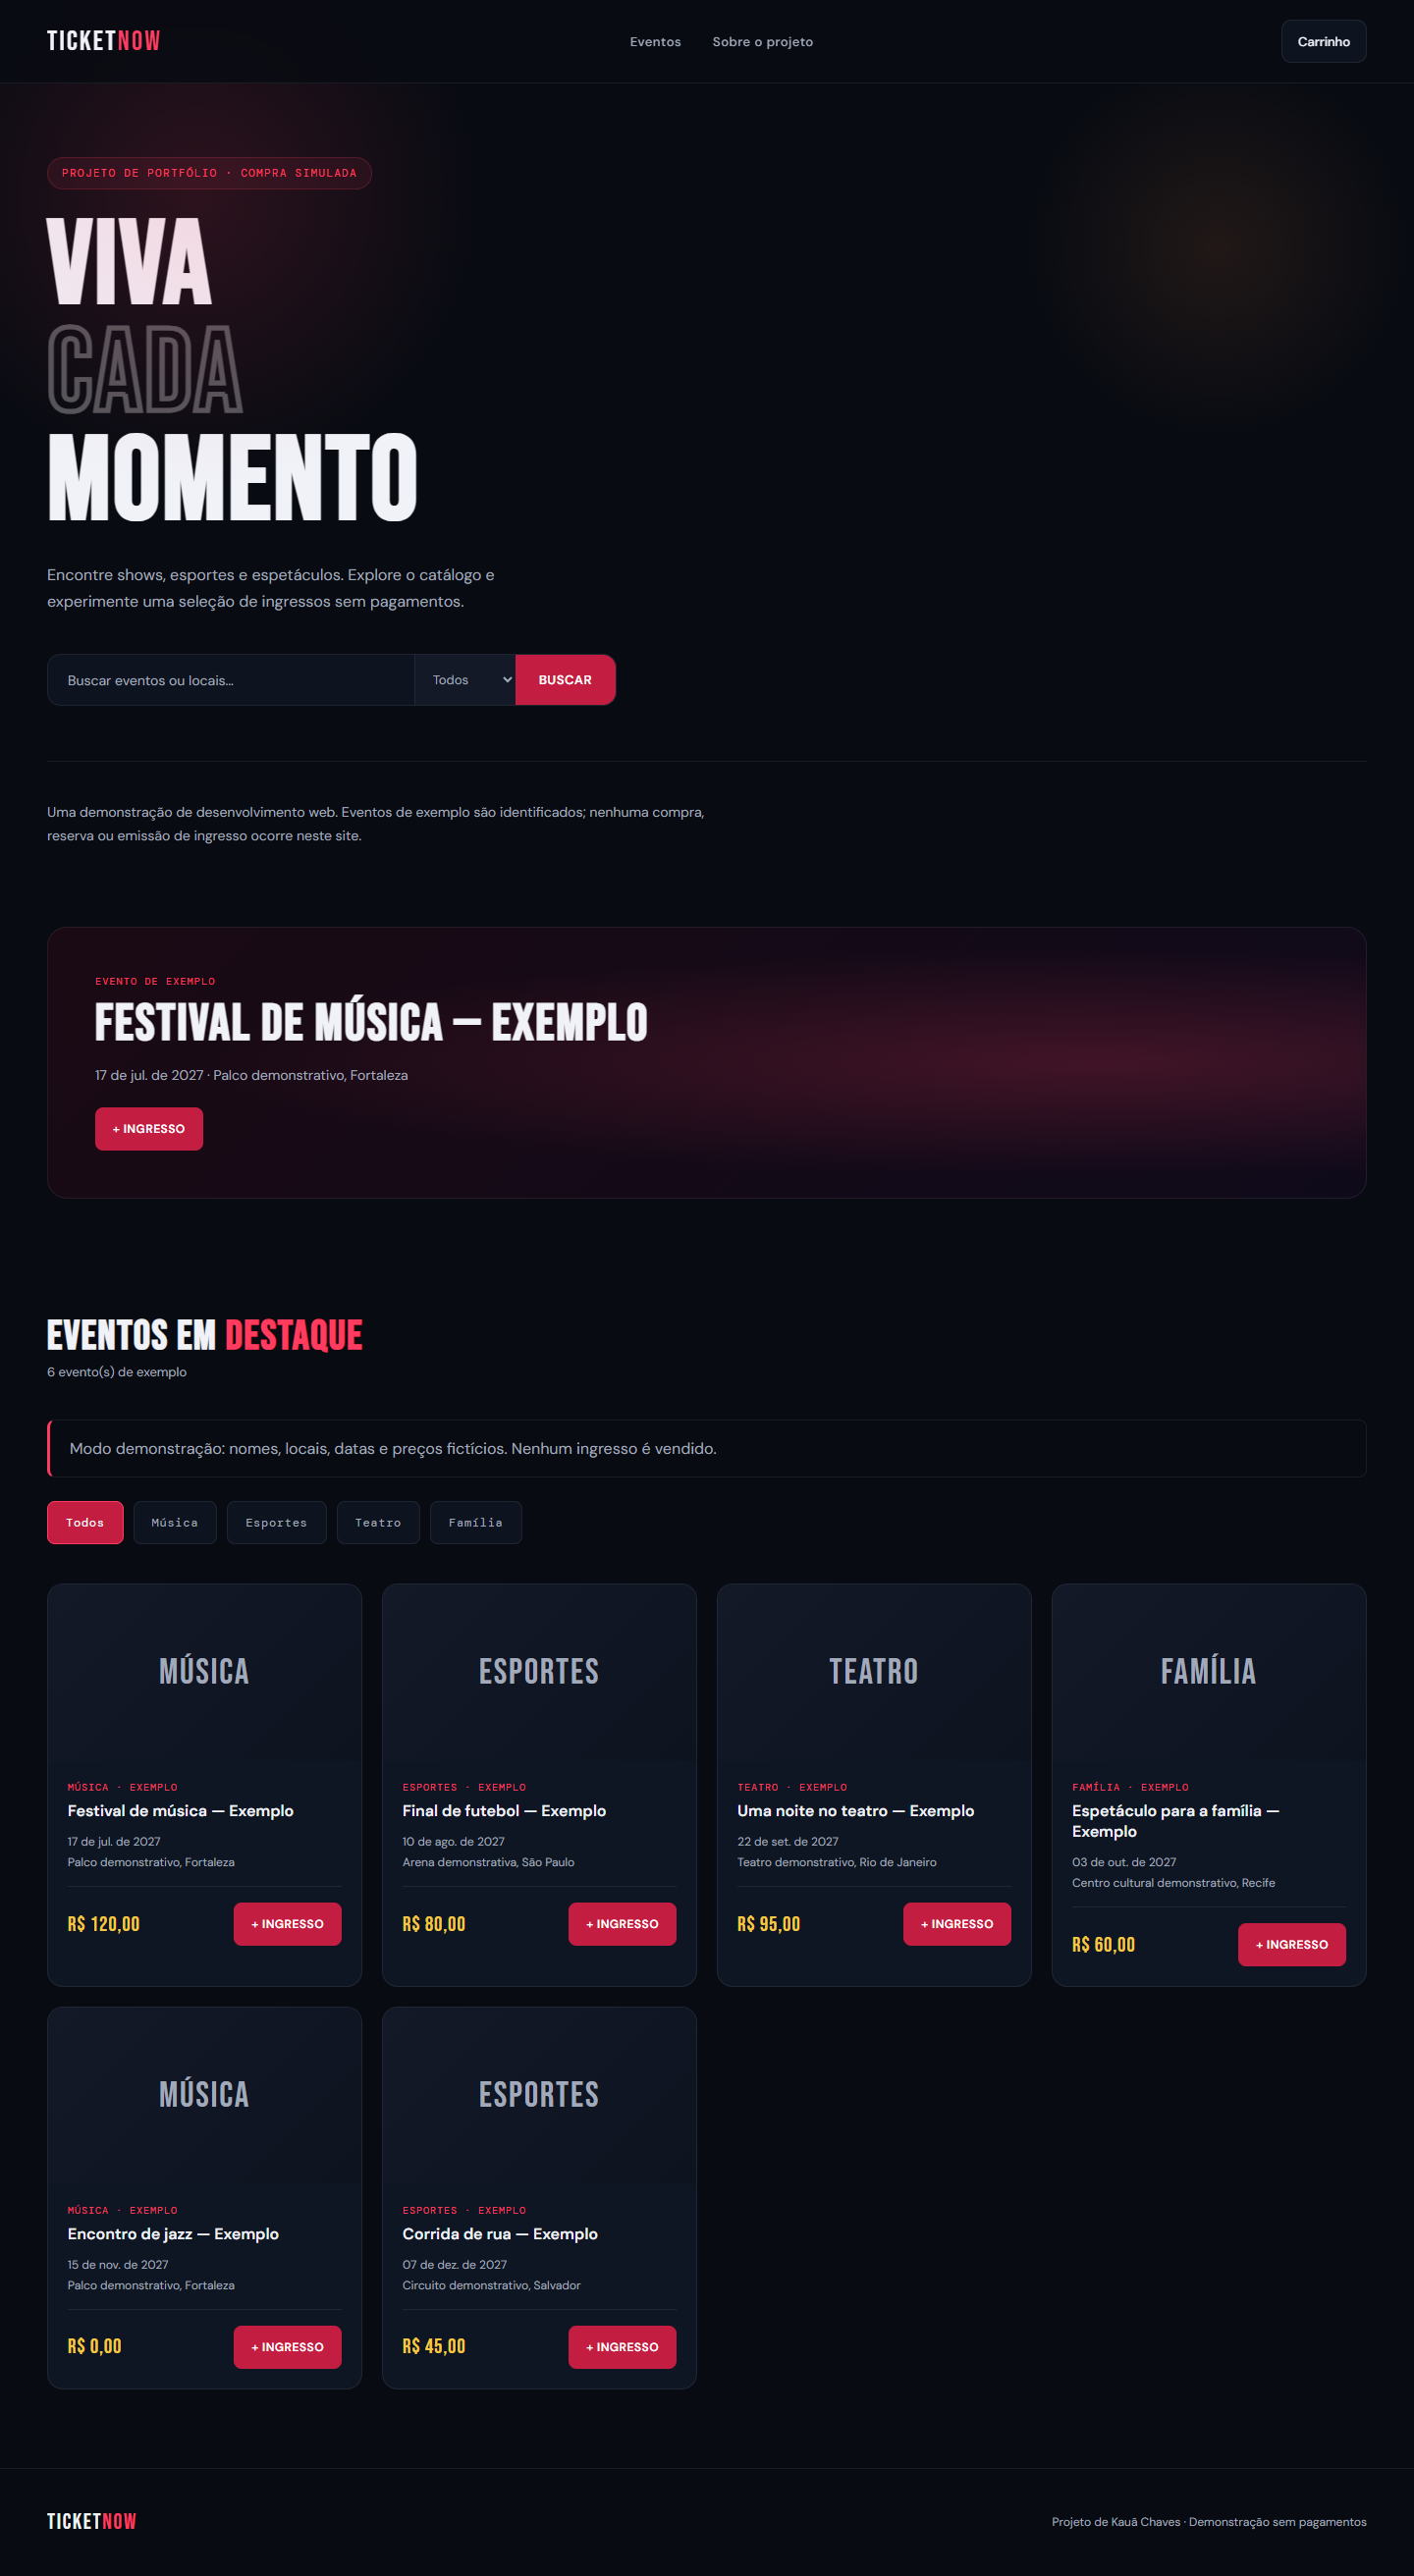 TICKETNOW
Eventos
Sobre o projeto
Carrinho
PROJETO DE PORTFÓLIO · COMPRA SIMULADA
VIVA
CADA
MOMENTO
Encontre shows, esportes e espetáculos. Explore o catálogo e
experimente uma seleção de ingressos sem pagamentos.
Buscar eventos ou locais...
Todos
BUSCAR
Uma demonstração de desenvolvimento web. Eventos de exemplo são identificados; nenhuma compra,
reserva ou emissão de ingresso ocorre neste site.
EVENTO DE EXEMPLO
FESTIVAL DE MÚSICA — EXEMPLO
17 de jul. de 2027 · Palco demonstrativo, Fortaleza
+ INGRESSO
EVENTOS EM DESTAQUE
6 evento(s) de exemplo
Modo demonstração: nomes, locais, datas e preços fictícios. Nenhum ingresso é vendido.
Todos
Música
Esportes
Teatro
Família
MÚSICA
MÚSICA · EXEMPLO
Festival de música — Exemplo
17 de jul. de 2027
Palco demonstrativo, Fortaleza
R$ 120,00
+ INGRESSO
ESPORTES
ESPORTES · EXEMPLO
Final de futebol — Exemplo
10 de ago. de 2027
Arena demonstrativa, São Paulo
R$ 80,00
+ INGRESSO
TEATRO
TEATRO · EXEMPLO
Uma noite no teatro — Exemplo
22 de set. de 2027
Teatro demonstrativo, Rio de Janeiro
R$ 95,00
+ INGRESSO
FAMÍLIA
FAMÍLIA · EXEMPLO
Espetáculo para a família —
Exemplo
03 de out. de 2027
Centro cultural demonstrativo, Recife
R$ 60,00
+ INGRESSO
MÚSICA
MÚSICA · EXEMPLO
Encontro de jazz — Exemplo
15 de nov. de 2027
Palco demonstrativo, Fortaleza
R$ 0,00
+ INGRESSO
ESPORTES
ESPORTES · EXEMPLO
Corrida de rua — Exemplo
07 de dez. de 2027
Circuito demonstrativo, Salvador
R$ 45,00
+ INGRESSO
TICKETNOW
Projeto de Kauã Chaves · Demonstração sem pagamentos